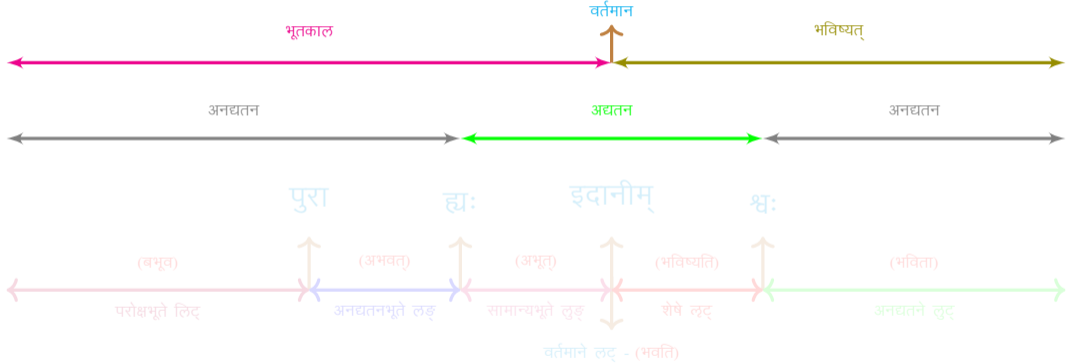 वर्तमान
भूतकाल भविष्यत्
अनद्यतन अद्यतन अनद्यतन
पुरा ह्यः इदानीम् श्वः
(बभूव) (अभवत्) (अभूत्) (भविष्यति) (भविता)
परोक्षभूते लिट् अनद्यतनभूते लङ् सामान्यभूते लुङ् शेषे लृट् अनद्यतने लुट्
वर्तमाने लट् - (भवति)